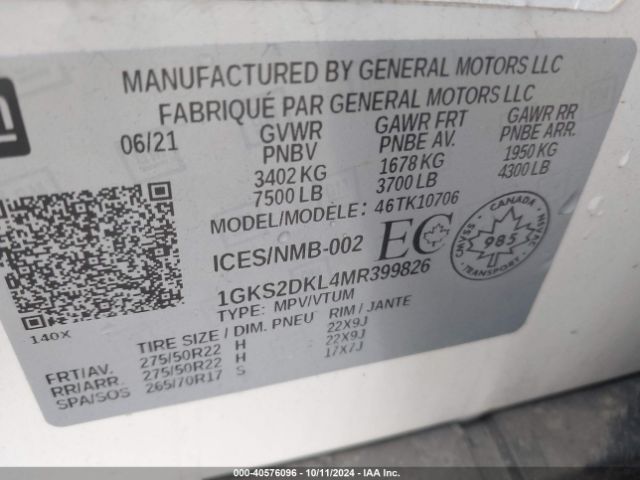 MANUFACTURED BY GENERAL MOTORS LLC
FABRIQUÉ PAR GENERAL MOTORS LLC
06/21 GVWR GAWR FRT GAWR RR
PNBV PNBE AV. PNBE ARR.
3402 KG 1678 KG 1950 KG
7500 LB 3700 LB 4300 LB
MODEL/MODELE: 46TK10706
ICES/NMB-002 EC
CMVSS NSVAC
985
TRANSPORT
1GKS2DKL4MR399826
TYPE: MPV/VTUM
140X
TIRE SIZE / DIM. PNEU RIM / JANTE
FRT/AV. 275/50R22 H 22X9J
RR/ARR. 275/50R22 H 22X9J
SPA/SOS 265/70R17 S 17X7J
000-40576096 - 10/11/2024 - IAA Inc.